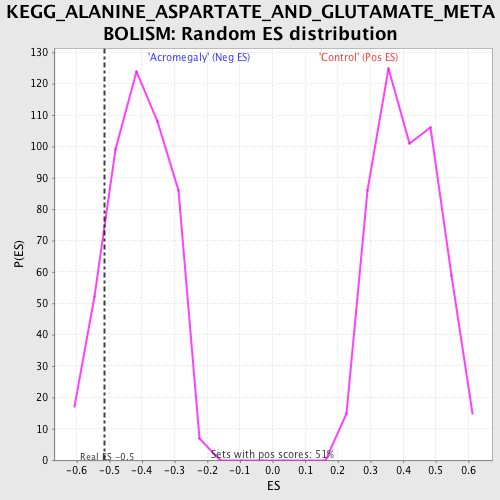 KEGG_ALANINE_ASPARTATE_AND_GLUTAMATE_META
BOLISM: Random ES distribution
'Acromegaly' (Neg ES)
'Control' (Pos ES)
130
120
110
100
90
80
70
60
50
40
30
20
10
0
P(ES)
Real ES -0.5
Sets with pos scores: 51%
-0.6 -0.5 -0.4 -0.3 -0.2 -0.1 0.0 0.1 0.2 0.3 0.4 0.5 0.6
ES